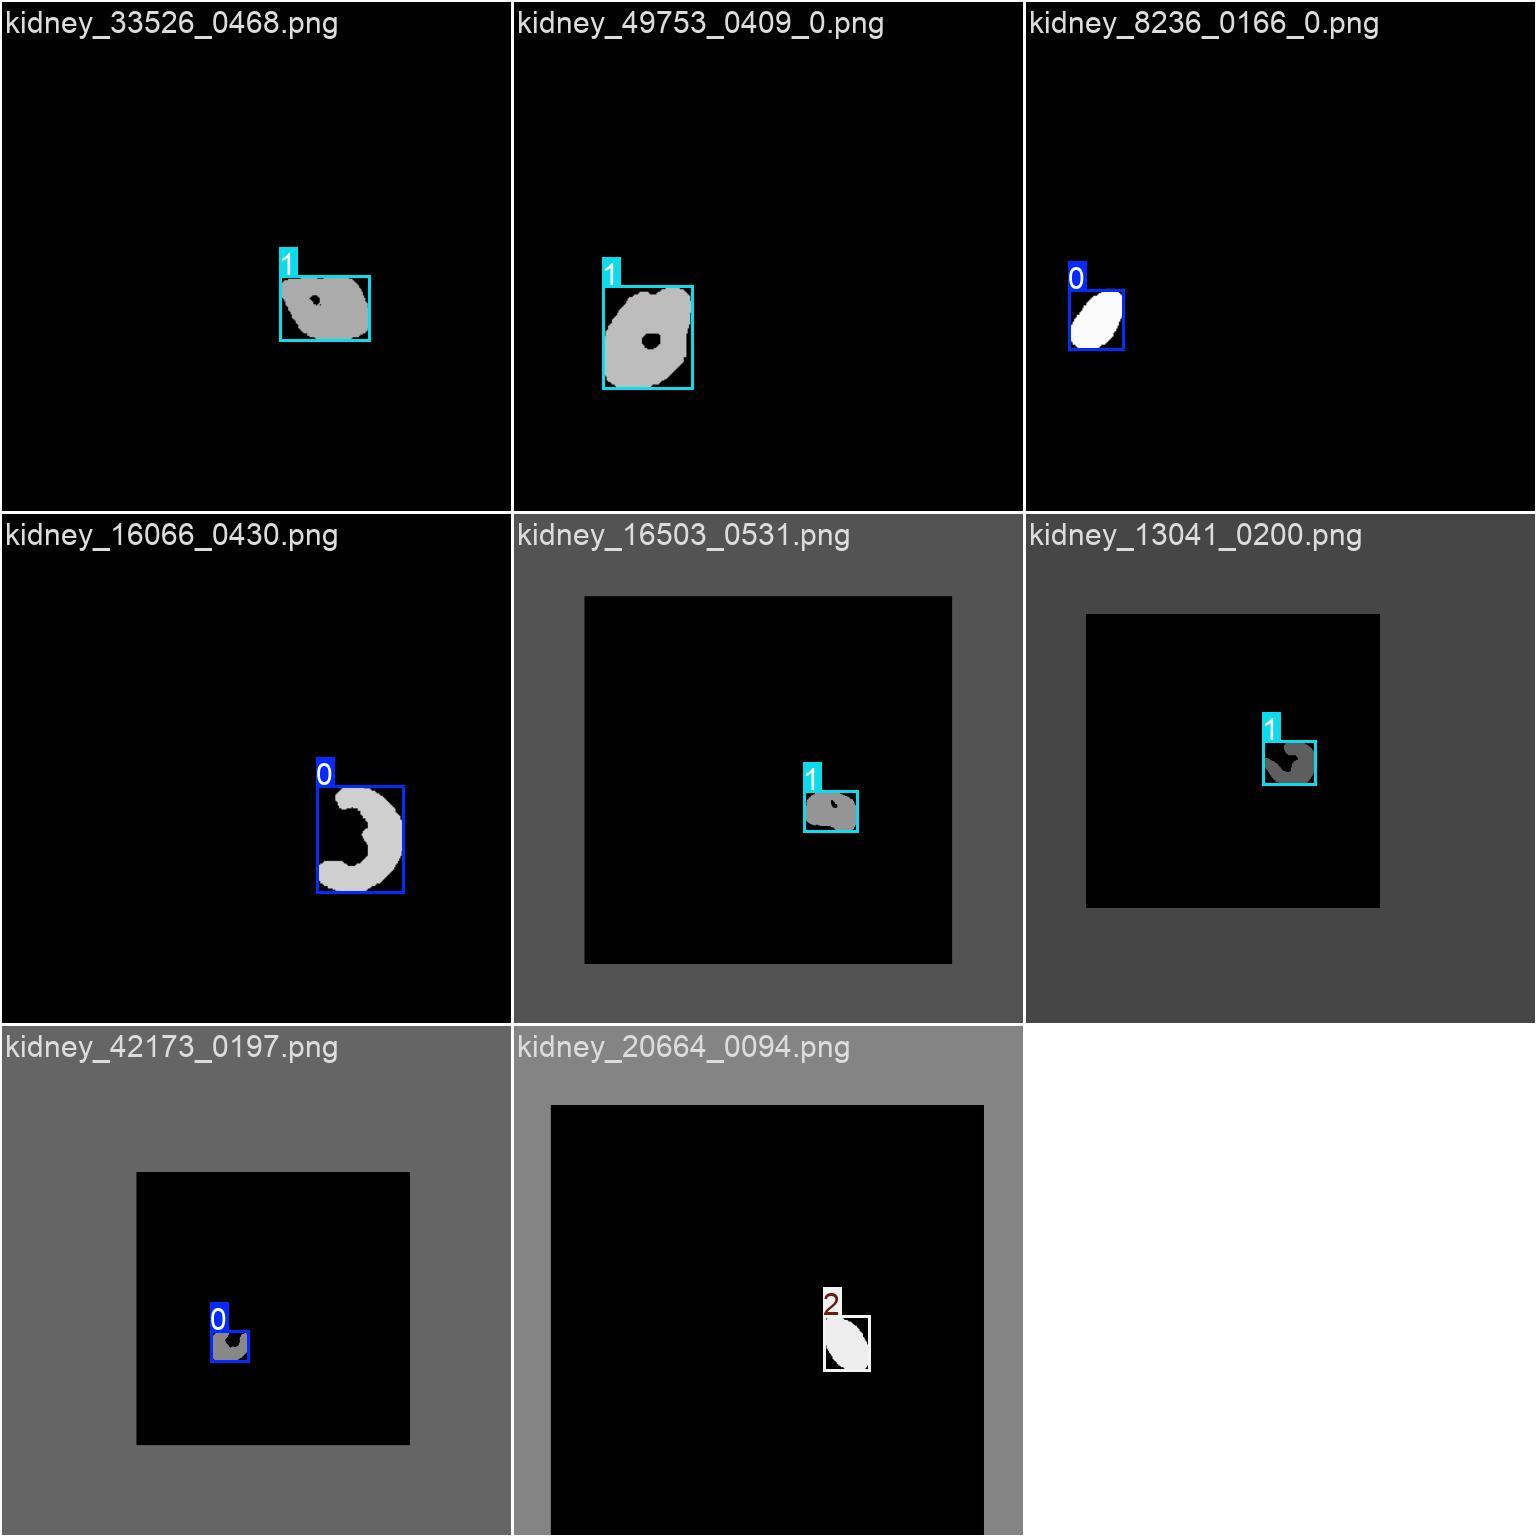 kidney_33526_0468.png
kidney_49753_0409_0.png
kidney_8236_0166_0.png
1
1
0
kidney_16066_0430.png
kidney_16503_0531.png
kidney_13041_0200.png
0
1
1
kidney_42173_0197.png
kidney_20664_0094.png
0
2